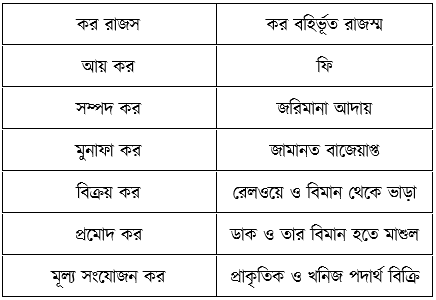 কর রাজস কর বহির্ভূত রাজস্ম
আয় কর ফি
সম্পদ কর জরিমানা আদায়
মুনাফা কর জামানত বাজেয়াপ্ত
বিক্রয় কর রেলওয়ে ও বিমান থেকে ভাড়া
প্রমোদ কর ডাক ও তার বিমান হতে মাশুল
মূল্য সংযোজন কর প্রাকৃতিক ও খনিজ পদার্থ বিক্রি